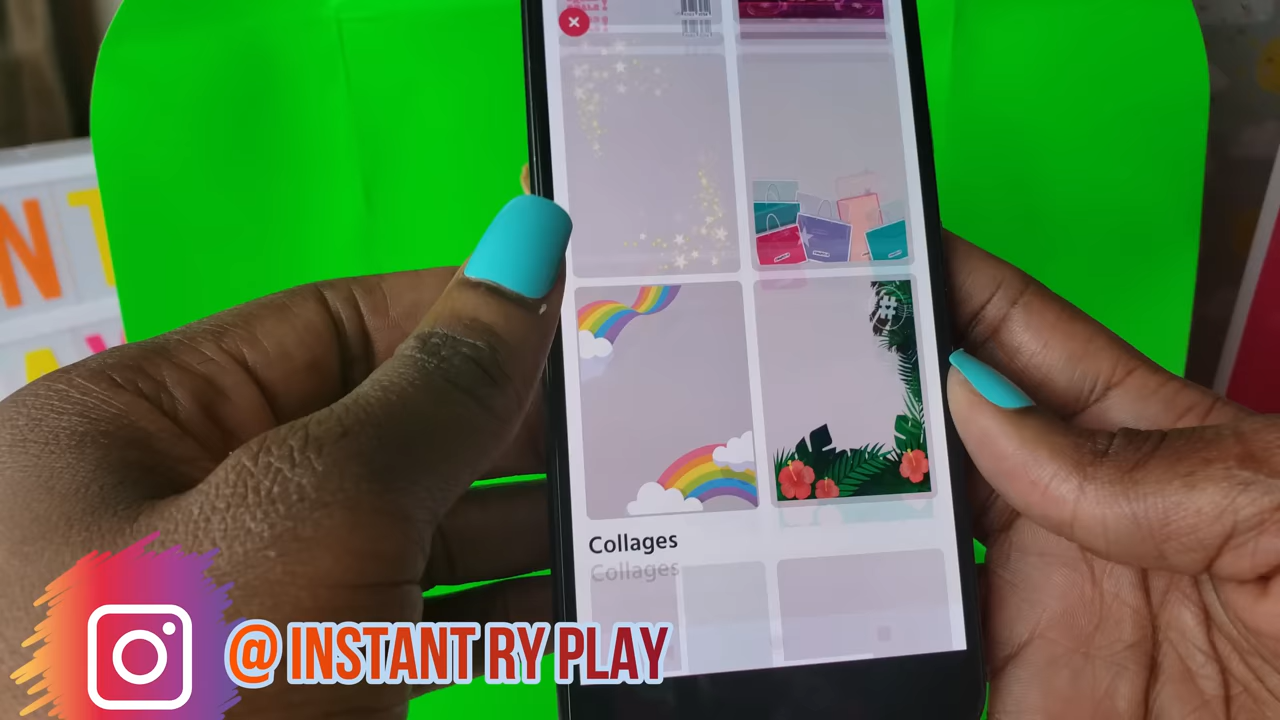 N T
A Y
#
Collages
Collages
@INSTANT RY PLAY